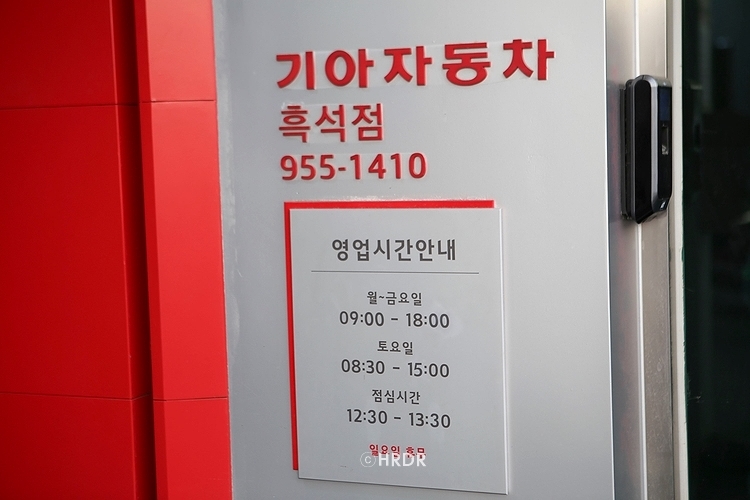 기아자동차
흑석점
955-1410
영업시간안내
월~금요일
09:00 - 18:00
토요일
08:30 - 15:00
점심시간
12:30 - 13:30
일요일 휴무
©HRDR